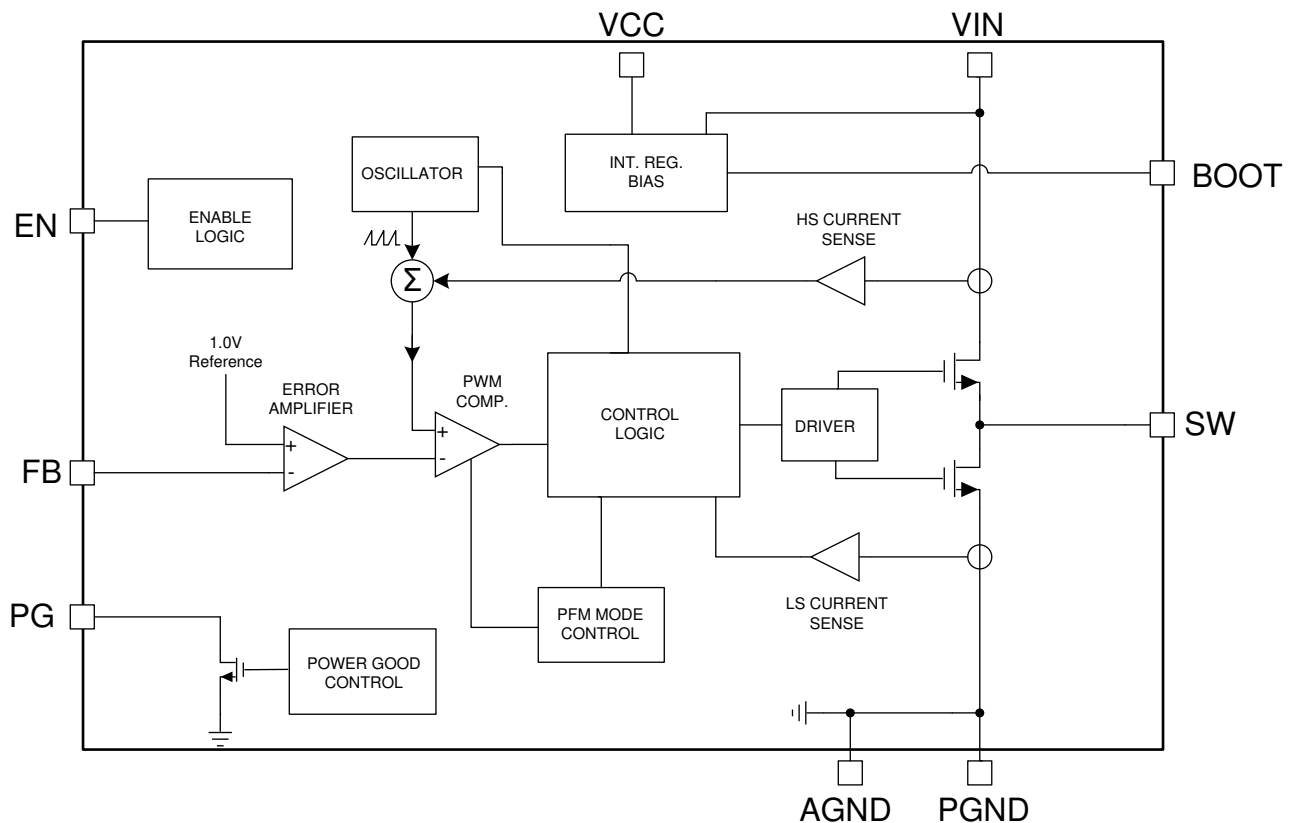 VCC
VIN
OSCILLATOR
INT. REG.
BIAS
BOOT
EN
ENABLE
LOGIC
HS CURRENT
SENSE
Σ
1.0V
Reference
ERROR
AMPLIFIER
PWM
COMP.
CONTROL
LOGIC
DRIVER
SW
+
-
+
-
FB
PG
PFM MODE
CONTROL
LS CURRENT
SENSE
POWER GOOD
CONTROL
AGND
PGND